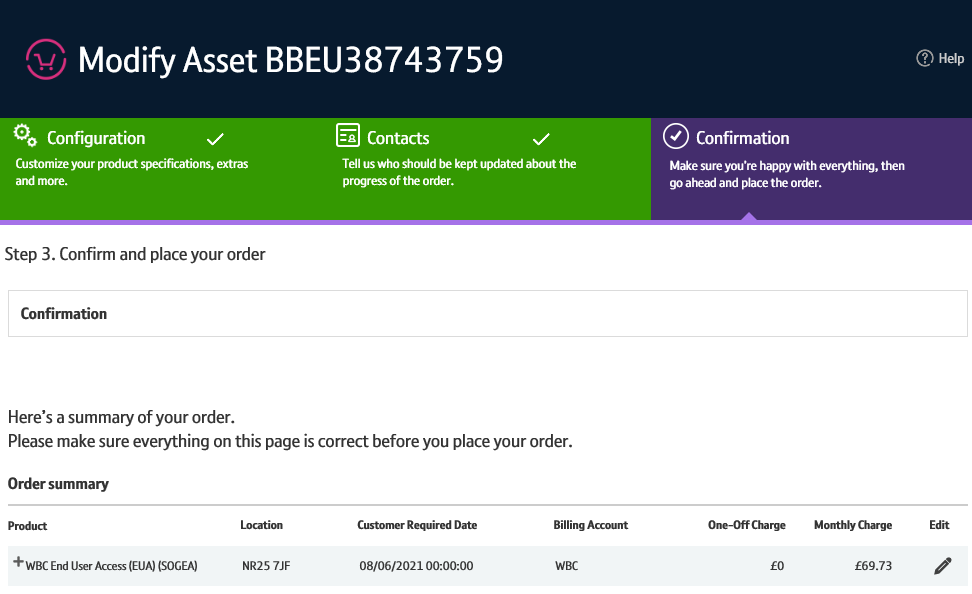 Modify Asset BBEU38743759
Help
Configuration
Customize your product specifications, extras
and more.
Contacts
Tell us who should be kept updated about the
progress of the order.
Confirmation
Make sure you're happy with everything, then
go ahead and place the order.
Step 3. Confirm and place your order
Confirmation
Here's a summary of your order.
Please make sure everything on this page is correct before you place your order.
Order summary
Product Location Customer Required Date Billing Account One-Off Charge Monthly Charge Edit
WBC End User Access (EUA) (SOGEA) NR25 7JF 08/06/2021 00:00:00 WBC £0 £69.73